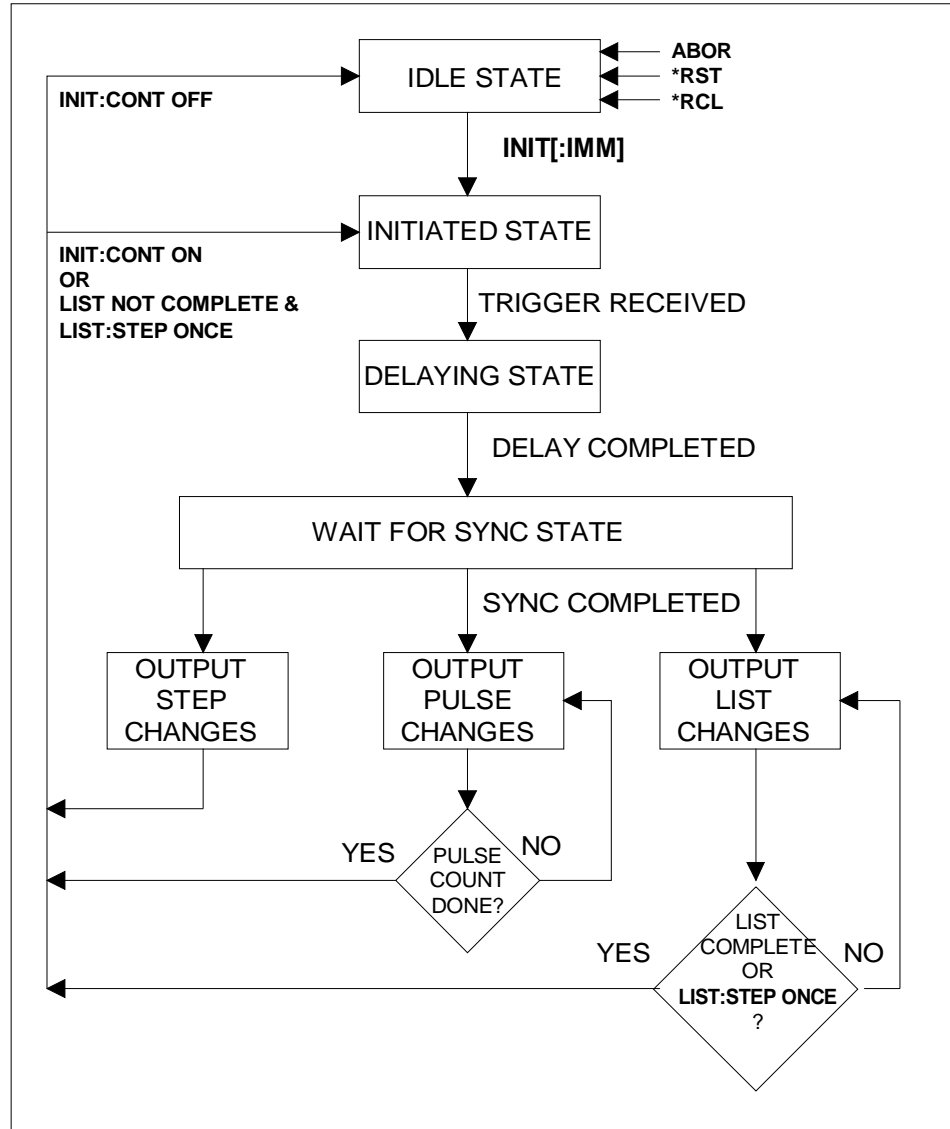 ABOR
IDLE STATE
*RST
*RCL
INIT:CONT OFF
INIT[:IMM]
INITIATED STATE
INIT:CONT ON
OR
LIST NOT COMPLETE &
LIST:STEP ONCE
TRIGGER RECEIVED
DELAYING STATE
DELAY COMPLETED
WAIT FOR SYNC STATE
SYNC COMPLETED
OUTPUT
STEP
CHANGES
OUTPUT
PULSE
CHANGES
OUTPUT
LIST
CHANGES
YES
NO
PULSE
COUNT
DONE?
YES
NO
LIST
COMPLETE
OR
LIST:STEP ONCE
?